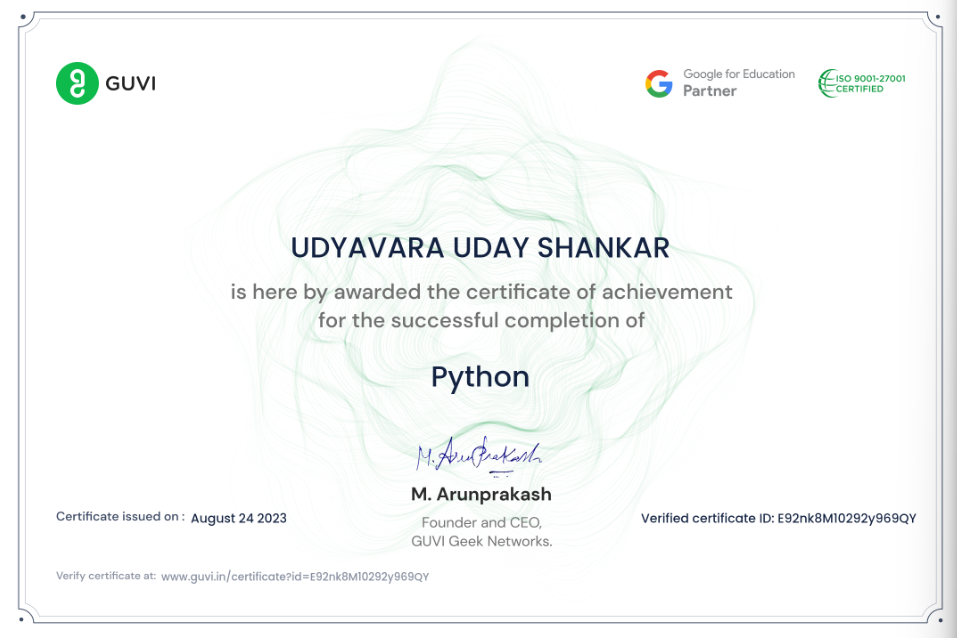 GUVI
Google for Education
Partner
ISO 9001-27001
CERTIFIED
UDYAVARA UDAY SHANKAR
is here by awarded the certificate of achievement
for the successful completion of
Python
M. Arunprakash
M. Arunprakash
Founder and CEO,
GUVI Geek Networks.
Certificate issued on : August 24 2023
Verified certificate ID: E92nk8M10292y969QY
Verify certificate at: www.guvi.in/certificate?id=E92nk8M10292y969QY